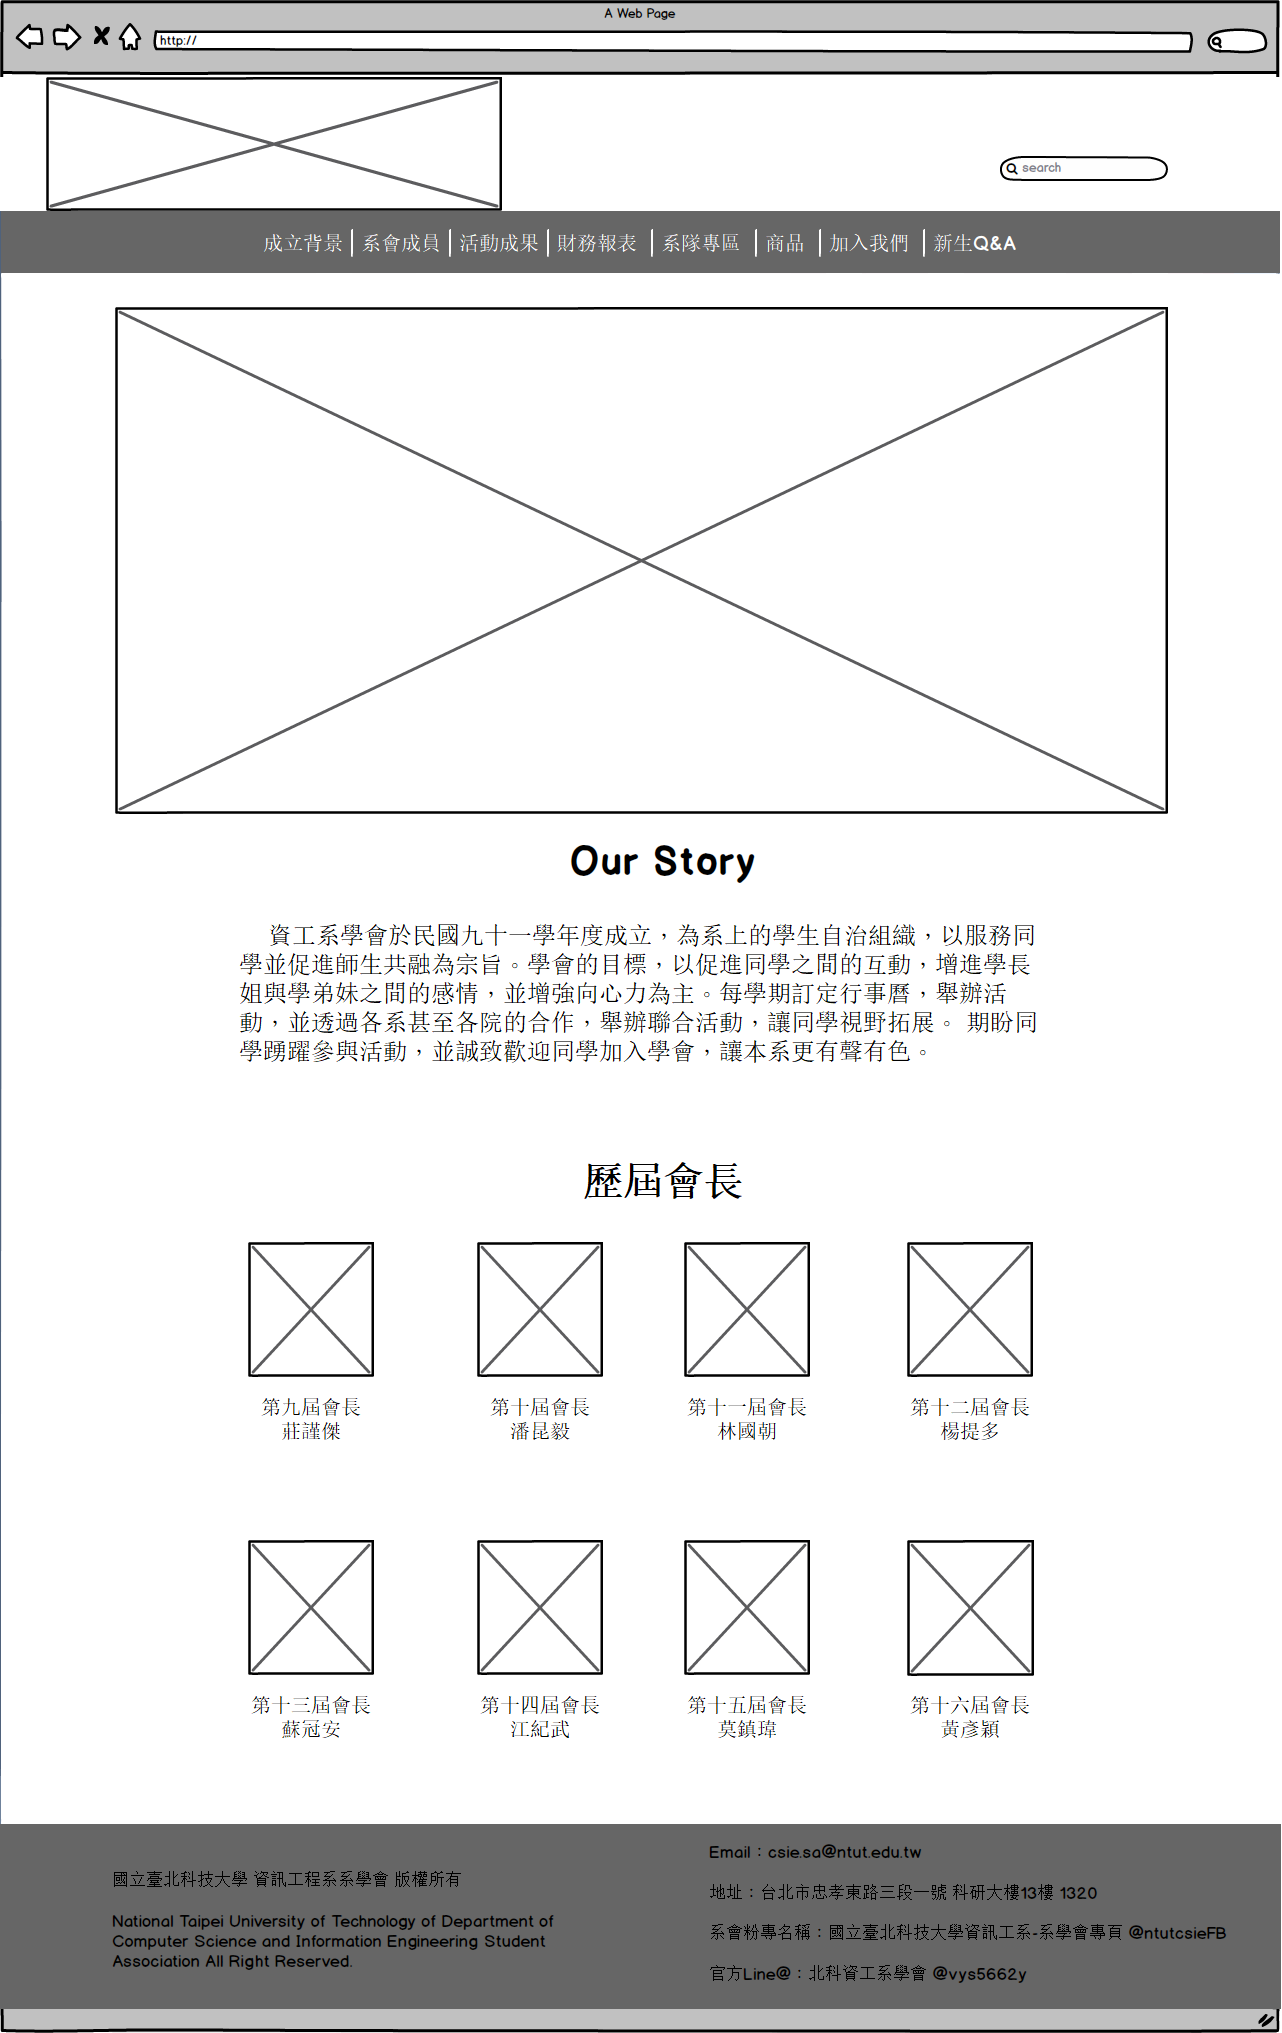 A Web Page
http://
search
成立背景 系會成員 活動成果 財務報表 系隊專區 商品 加入我們 新生Q&A
Our Story
資工系學會於民國九十一學年度成立，為系上的學生自治組織，以服務同
學並促進師生共融為宗旨。學會的目標，以促進同學之間的互動，增進學長
姐與學弟妹之間的感情，並增強向心力為主。每學期訂定行事曆，舉辦活
動，並透過各系甚至各院的合作，舉辦聯合活動，讓同學視野拓展。 期盼同
學踴躍參與活動，並誠致歡迎同學加入學會，讓本系更有聲有色。
歷屆會長
第九屆會長
莊謹傑
第十屆會長
潘昆毅
第十一屆會長
林國朝
第十二屆會長
楊提多
第十三屆會長
蘇冠安
第十四屆會長
江紀武
第十五屆會長
莫鎮瑋
第十六屆會長
黃彥穎
國立臺北科技大學 資訊工程系系學會 版權所有
National Taipei University of Technology of Department of
Computer Science and Information Engineering Student
Association All Right Reserved.
Email：csie.sa@ntut.edu.tw
地址：台北市忠孝東路三段一號 科研大樓13樓 1320
系會粉專名稱：國立臺北科技大學資訊工系-系學會專頁 @ntutcsieFB
官方Line@：北科資工系學會 @vys5662y